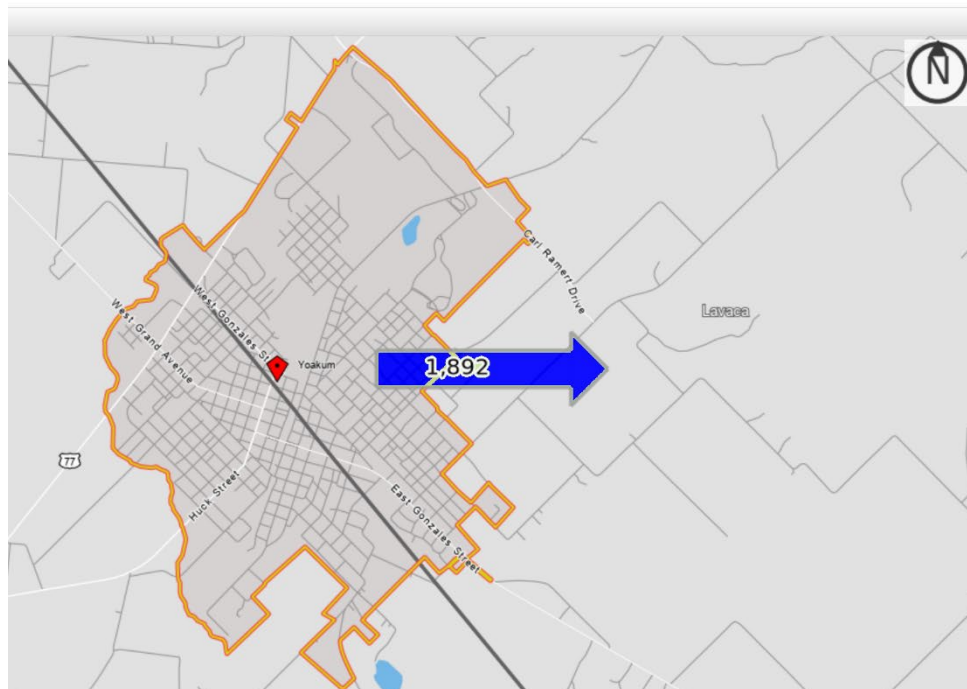 N
Carl Ramert Drive
Lavaca
West Gonzales St
West Grand Avenue
Yoakum
1,892
77
Huck Street
East Gonzales Street